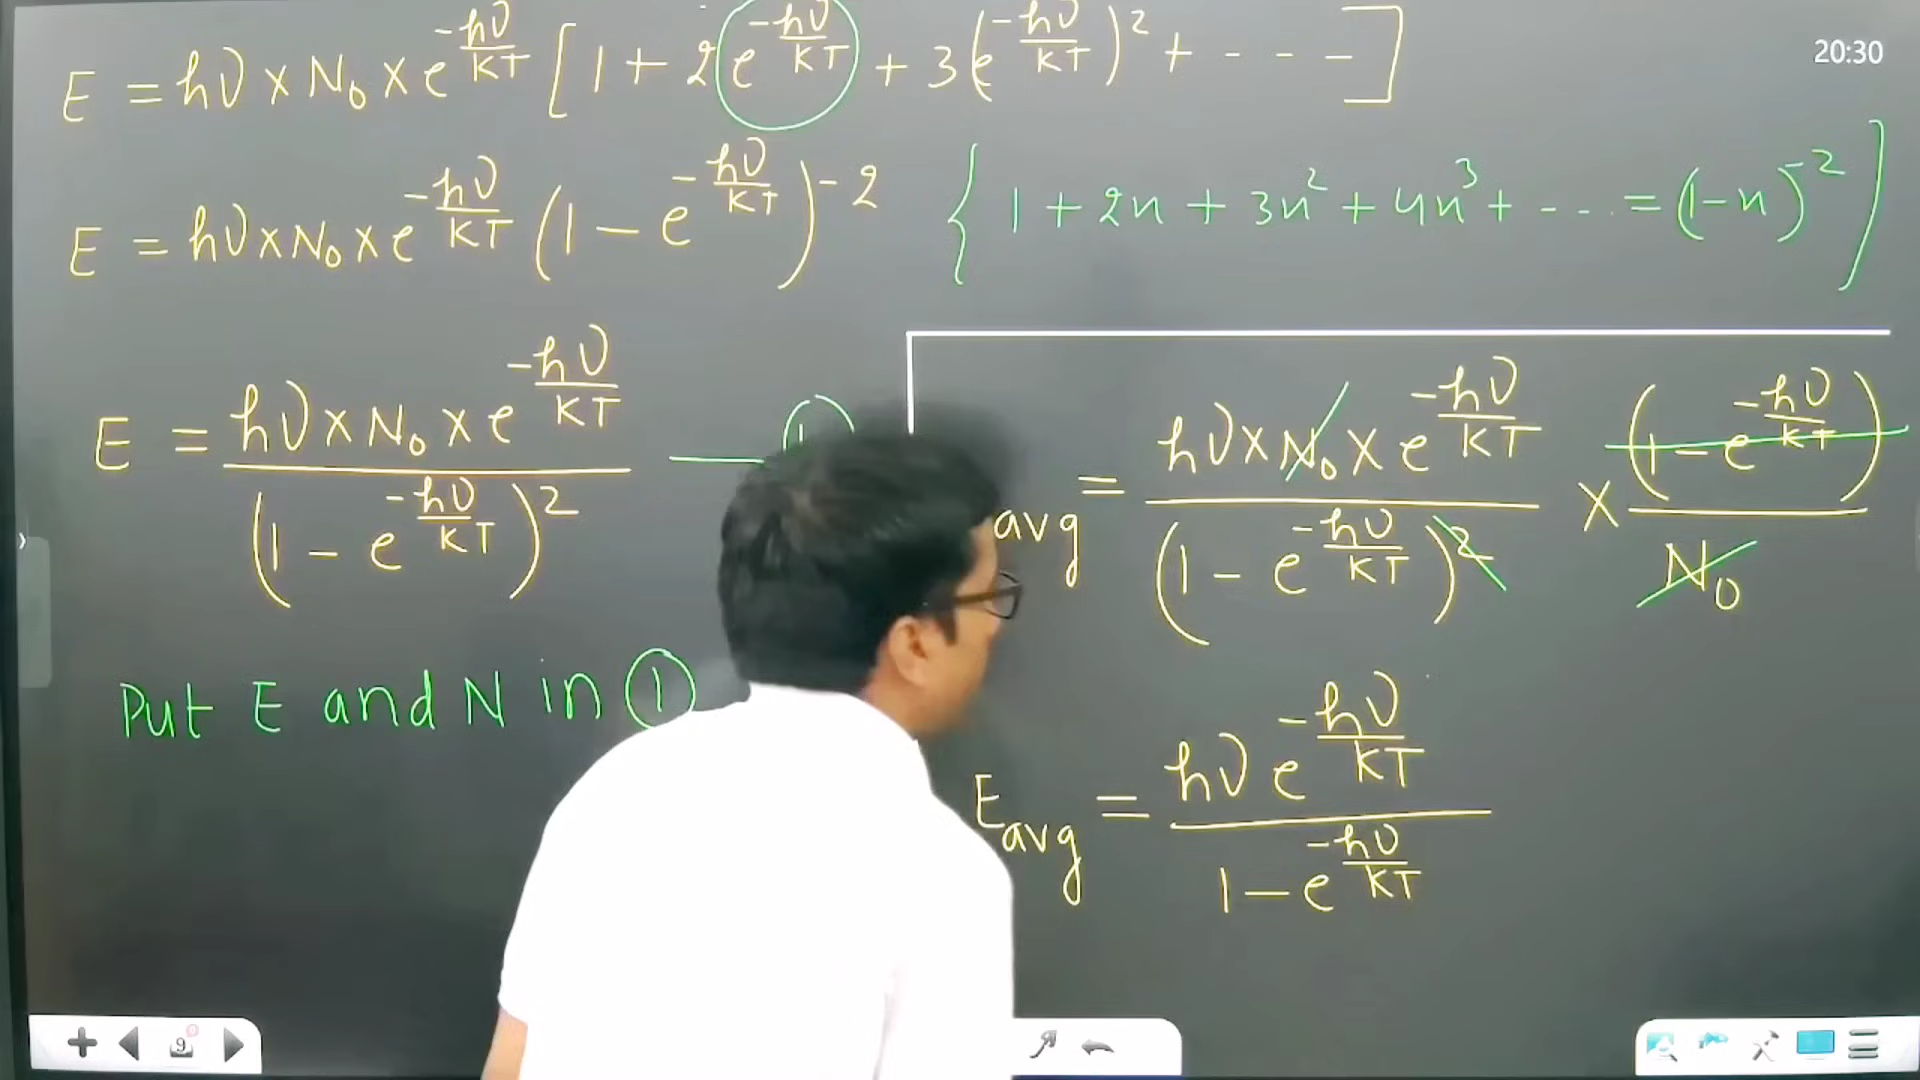 E = hν × N₀ × e^(-hν/KT) [1 + 2e^(-hν/KT) + 3(e^(-hν/KT))² + - - -]
20:30
E = hν × N₀ × e^(-hν/KT) (1 - e^(-hν/KT))^-2 {1 + 2n + 3n² + 4n³ + ---- = (1-n)^-2}
E = hν × N₀ × e^(-hν/KT) / (1 - e^(-hν/KT))²
avg = hν × N₀ × e^(-hν/KT) / (1 - e^(-hν/KT))² × (1 - e^(-hν/KT)) / N₀
Put E and N in ①
E avg = hν e^(-hν/KT) / 1 - e^(-hν/KT)
9